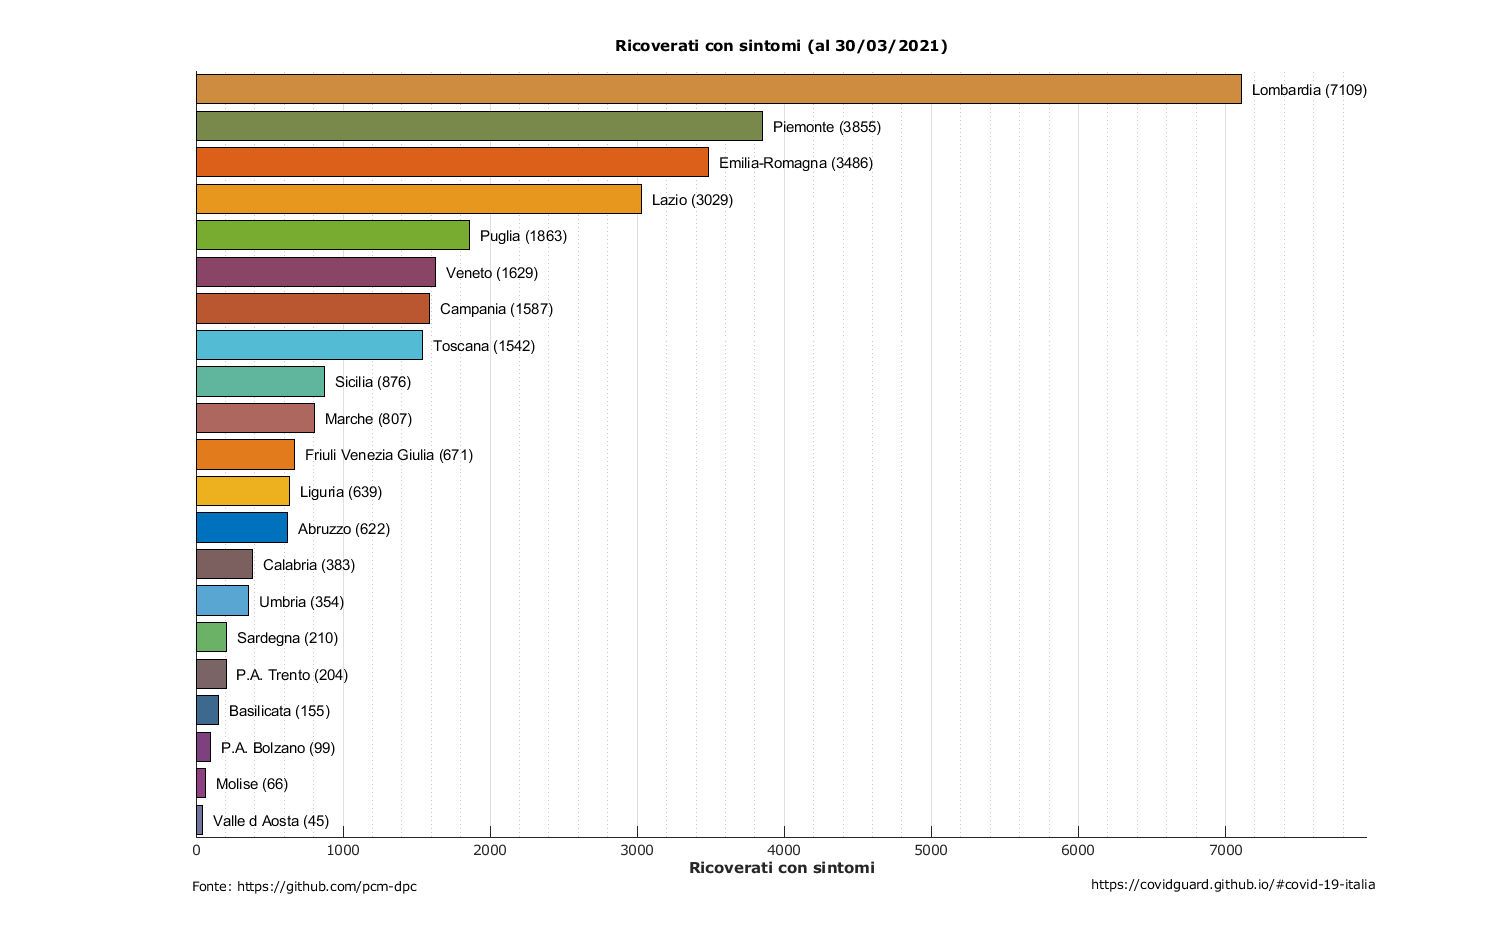 Ricoverati con sintomi (al 30/03/2021)
Lombardia (7109)
Piemonte (3855)
Emilia-Romagna (3486)
Lazio (3029)
Puglia (1863)
Veneto (1629)
Campania (1587)
Toscana (1542)
Sicilia (876)
Marche (807)
Friuli Venezia Giulia (671)
Liguria (639)
Abruzzo (622)
Calabria (383)
Umbria (354)
Sardegna (210)
P.A. Trento (204)
Basilicata (155)
P.A. Bolzano (99)
Molise (66)
Valle d Aosta (45)
0 1000 2000 3000 4000 5000 6000 7000
Ricoverati con sintomi
Fonte: https://github.com/pcm-dpc
https://covidguard.github.io/#covid-19-italia